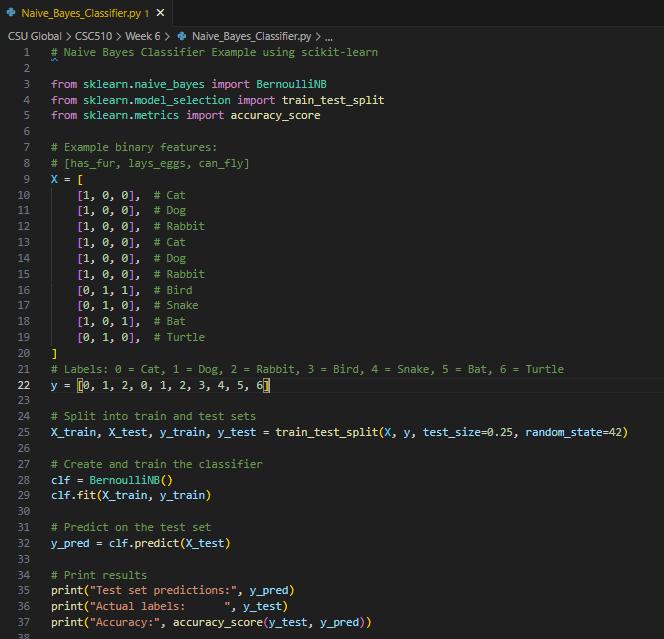 Naive_Bayes_Classifier.py 1 ×
CSU Global > CSC510 > Week 6 > Naive_Bayes_Classifier.py > ...
1 # Naive Bayes Classifier Example using scikit-learn
2
3 from sklearn.naive_bayes import BernoulliNB
4 from sklearn.model_selection import train_test_split
5 from sklearn.metrics import accuracy_score
6
7 # Example binary features:
8 # [has_fur, lays_eggs, can_fly]
9 X = [
10     [1, 0, 0],  # Cat
11     [1, 0, 0],  # Dog
12     [1, 0, 0],  # Rabbit
13     [1, 0, 0],  # Cat
14     [1, 0, 0],  # Dog
15     [1, 0, 0],  # Rabbit
16     [0, 1, 1],  # Bird
17     [0, 1, 0],  # Snake
18     [1, 0, 1],  # Bat
19     [0, 1, 0],  # Turtle
20 ]
21 # Labels: 0 = Cat, 1 = Dog, 2 = Rabbit, 3 = Bird, 4 = Snake, 5 = Bat, 6 = Turtle
22 y = [0, 1, 2, 0, 1, 2, 3, 4, 5, 6]
23
24 # Split into train and test sets
25 X_train, X_test, y_train, y_test = train_test_split(X, y, test_size=0.25, random_state=42)
26
27 # Create and train the classifier
28 clf = BernoulliNB()
29 clf.fit(X_train, y_train)
30
31 # Predict on the test set
32 y_pred = clf.predict(X_test)
33
34 # Print results
35 print("Test set predictions:", y_pred)
36 print("Actual labels:      ", y_test)
37 print("Accuracy:", accuracy_score(y_test, y_pred))
38